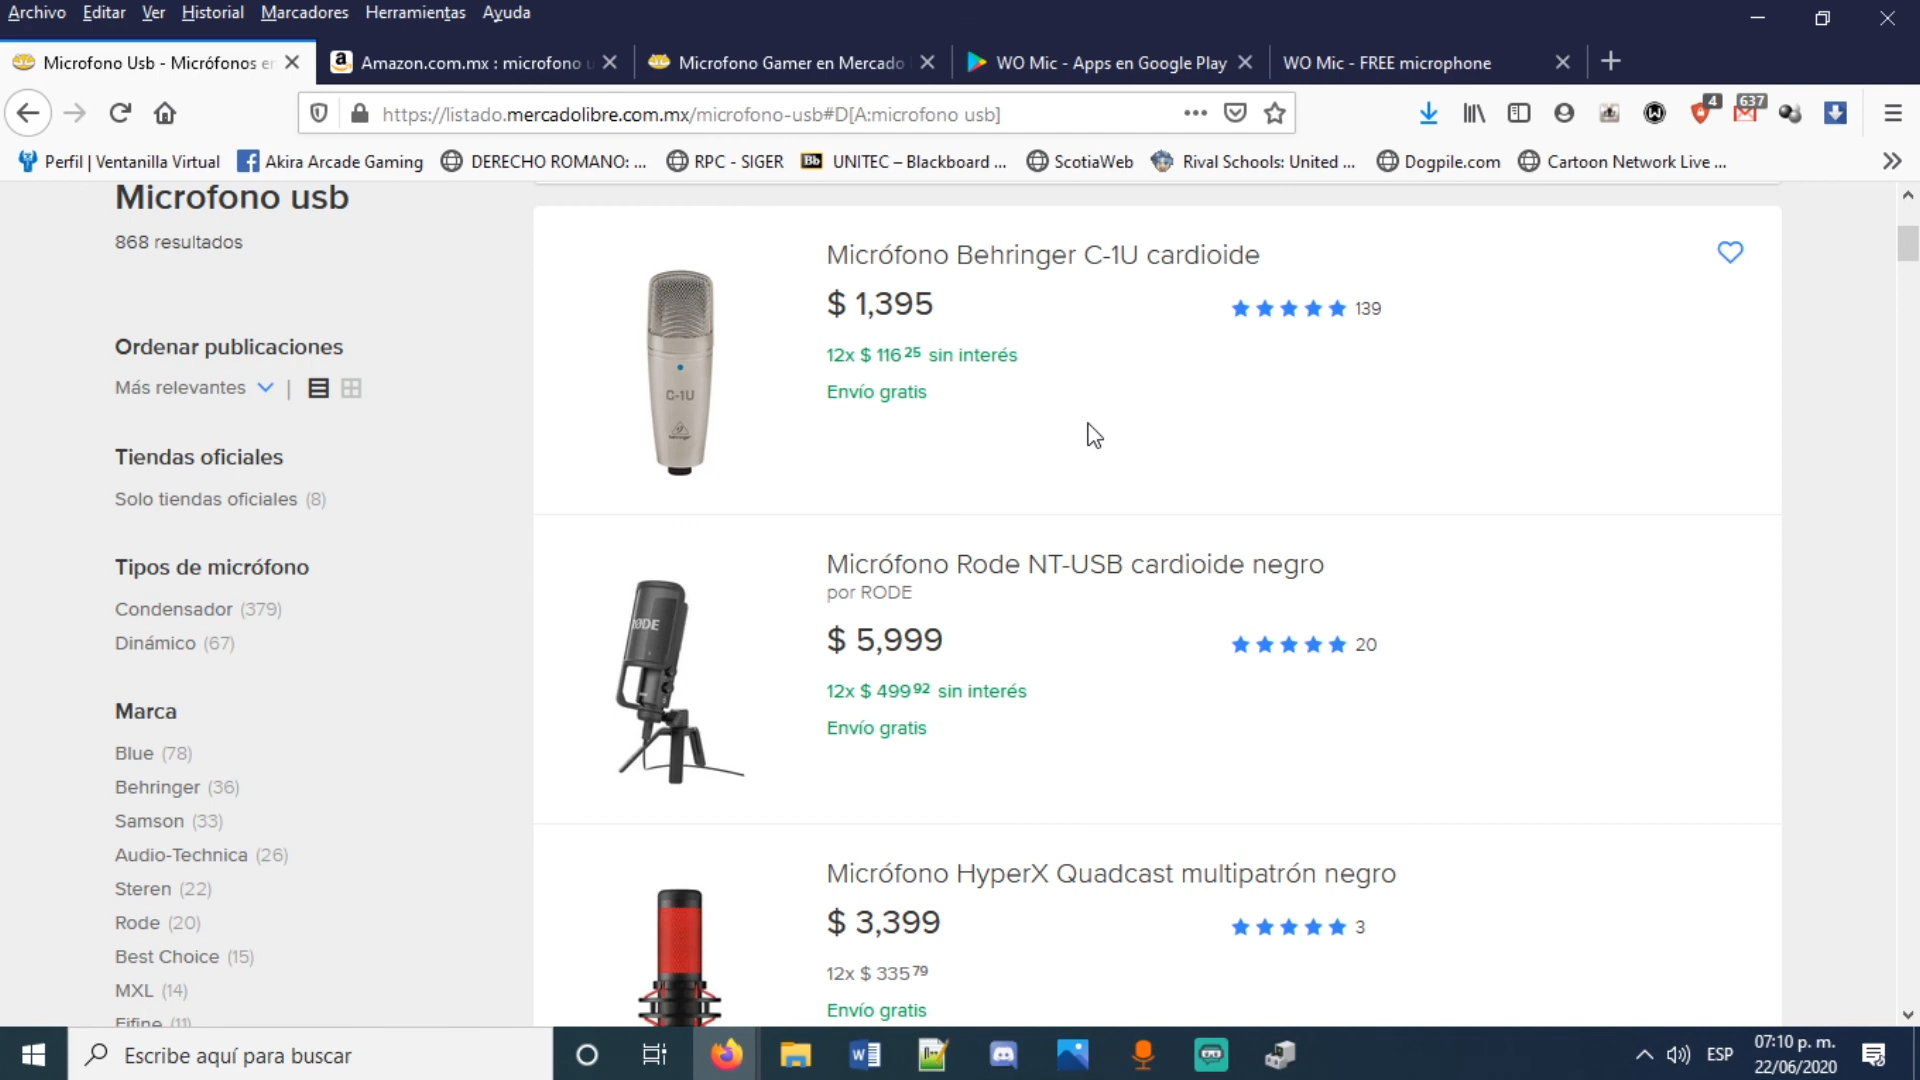 Archivo Editar Ver Historial Marcadores Herramientas Ayuda
Microfono Usb - Micrófonos en Amazon.com.mx : microfono u Microfono Gamer en Mercado WO Mic - Apps en Google Play WO Mic - FREE microphone
https://listado.mercadolibre.com.mx/microfono-usb#D[A:microfono usb] 4 637
Perfil | Ventanilla Virtual Akira Arcade Gaming DERECHO ROMANO: ... RPC - SIGER Bb UNITEC – Blackboard ... ScotiaWeb Rival Schools: United ... Dogpile.com Cartoon Network Live ...
Microfono usb
868 resultados
Ordenar publicaciones
Más relevantes
Tiendas oficiales
Solo tiendas oficiales (8)
Tipos de micrófono
Condensador (379)
Dinámico (67)
Marca
Blue (78)
Behringer (36)
Samson (33)
Audio-Technica (26)
Steren (22)
Rode (20)
Best Choice (15)
MXL (14)
Fifine (11)
Micrófono Behringer C-1U cardioide
$ 1,395
139
12x $ 116 25 sin interés
Envío gratis
C-1U
behringer
Micrófono Rode NT-USB cardioide negro
por RODE
$ 5,999
20
12x $ 499 92 sin interés
Envío gratis
RØDE
Micrófono HyperX Quadcast multipatrón negro
$ 3,399
3
12x $ 335 79
Envío gratis
Escribe aquí para buscar
ESP
07:10 p. m.
22/06/2020